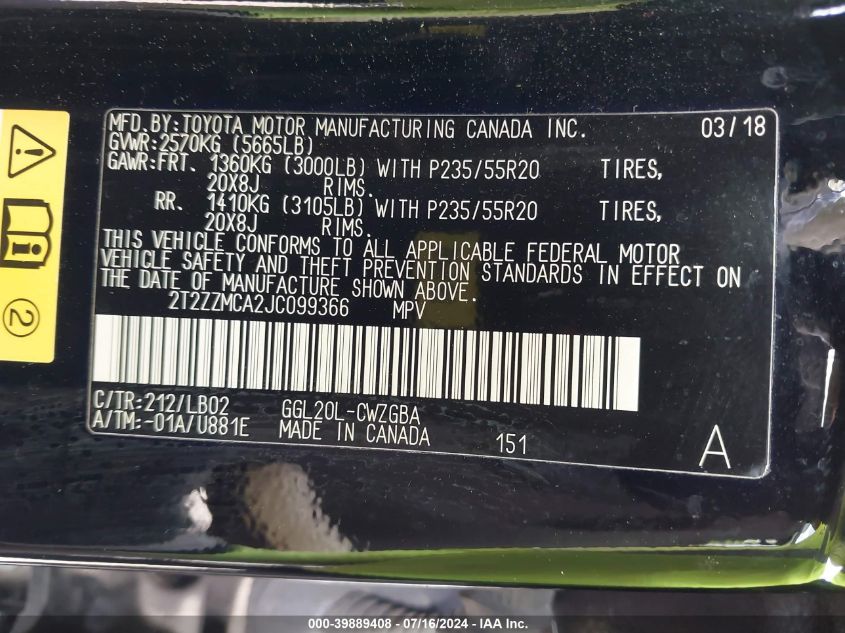 MFD.BY:TOYOTA MOTOR MANUFACTURING CANADA INC. 03/18
GVWR:2570KG (5665LB)
GAWR:FRT. 1360KG (3000LB) WITH P235/55R20 TIRES,
20X8J RIMS.
RR. 1410KG (3105LB) WITH P235/55R20 TIRES,
20X8J RIMS.
THIS VEHICLE CONFORMS TO ALL APPLICABLE FEDERAL MOTOR
VEHICLE SAFETY AND THEFT PREVENTION STANDARDS IN EFFECT ON
THE DATE OF MANUFACTURE SHOWN ABOVE.
2T2ZZMCA2JC099366 MPV
C/TR:212/LB02 GGL20L-CWZGBA
A/TM:-01A/U881E MADE IN CANADA 151 A
2
000-39889408 - 07/16/2024 - IAA Inc.